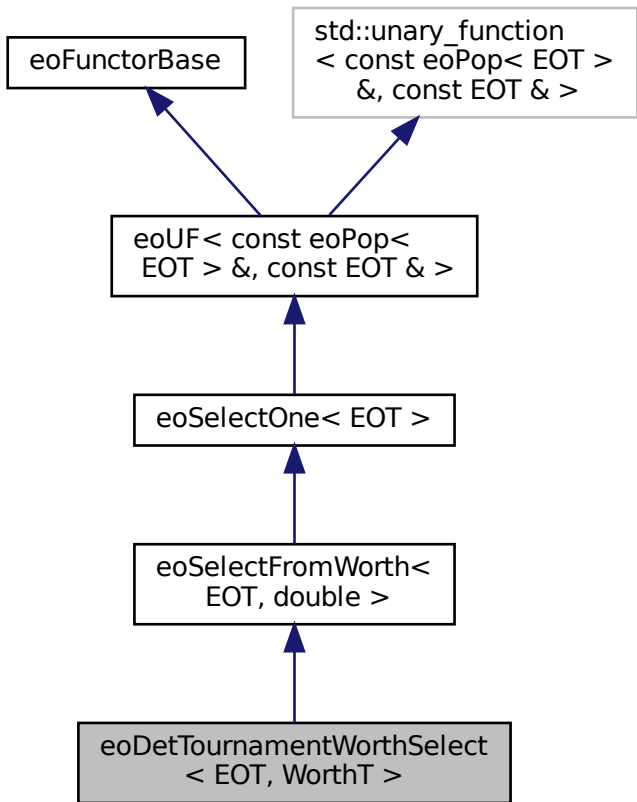 eoFunctorBase
std::unary_function
< const eoPop< EOT >
&, const EOT & >
eoUF< const eoPop<
EOT > &, const EOT & >
eoSelectOne< EOT >
eoSelectFromWorth<
EOT, double >
eoDetTournamentWorthSelect
< EOT, WorthT >